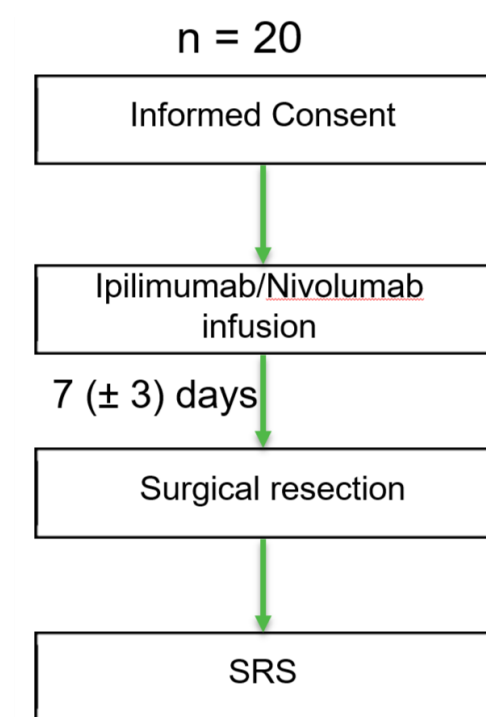 n = 20
Informed Consent
Ipilimumab/Nivolumab
infusion
7 (± 3) days
Surgical resection
SRS